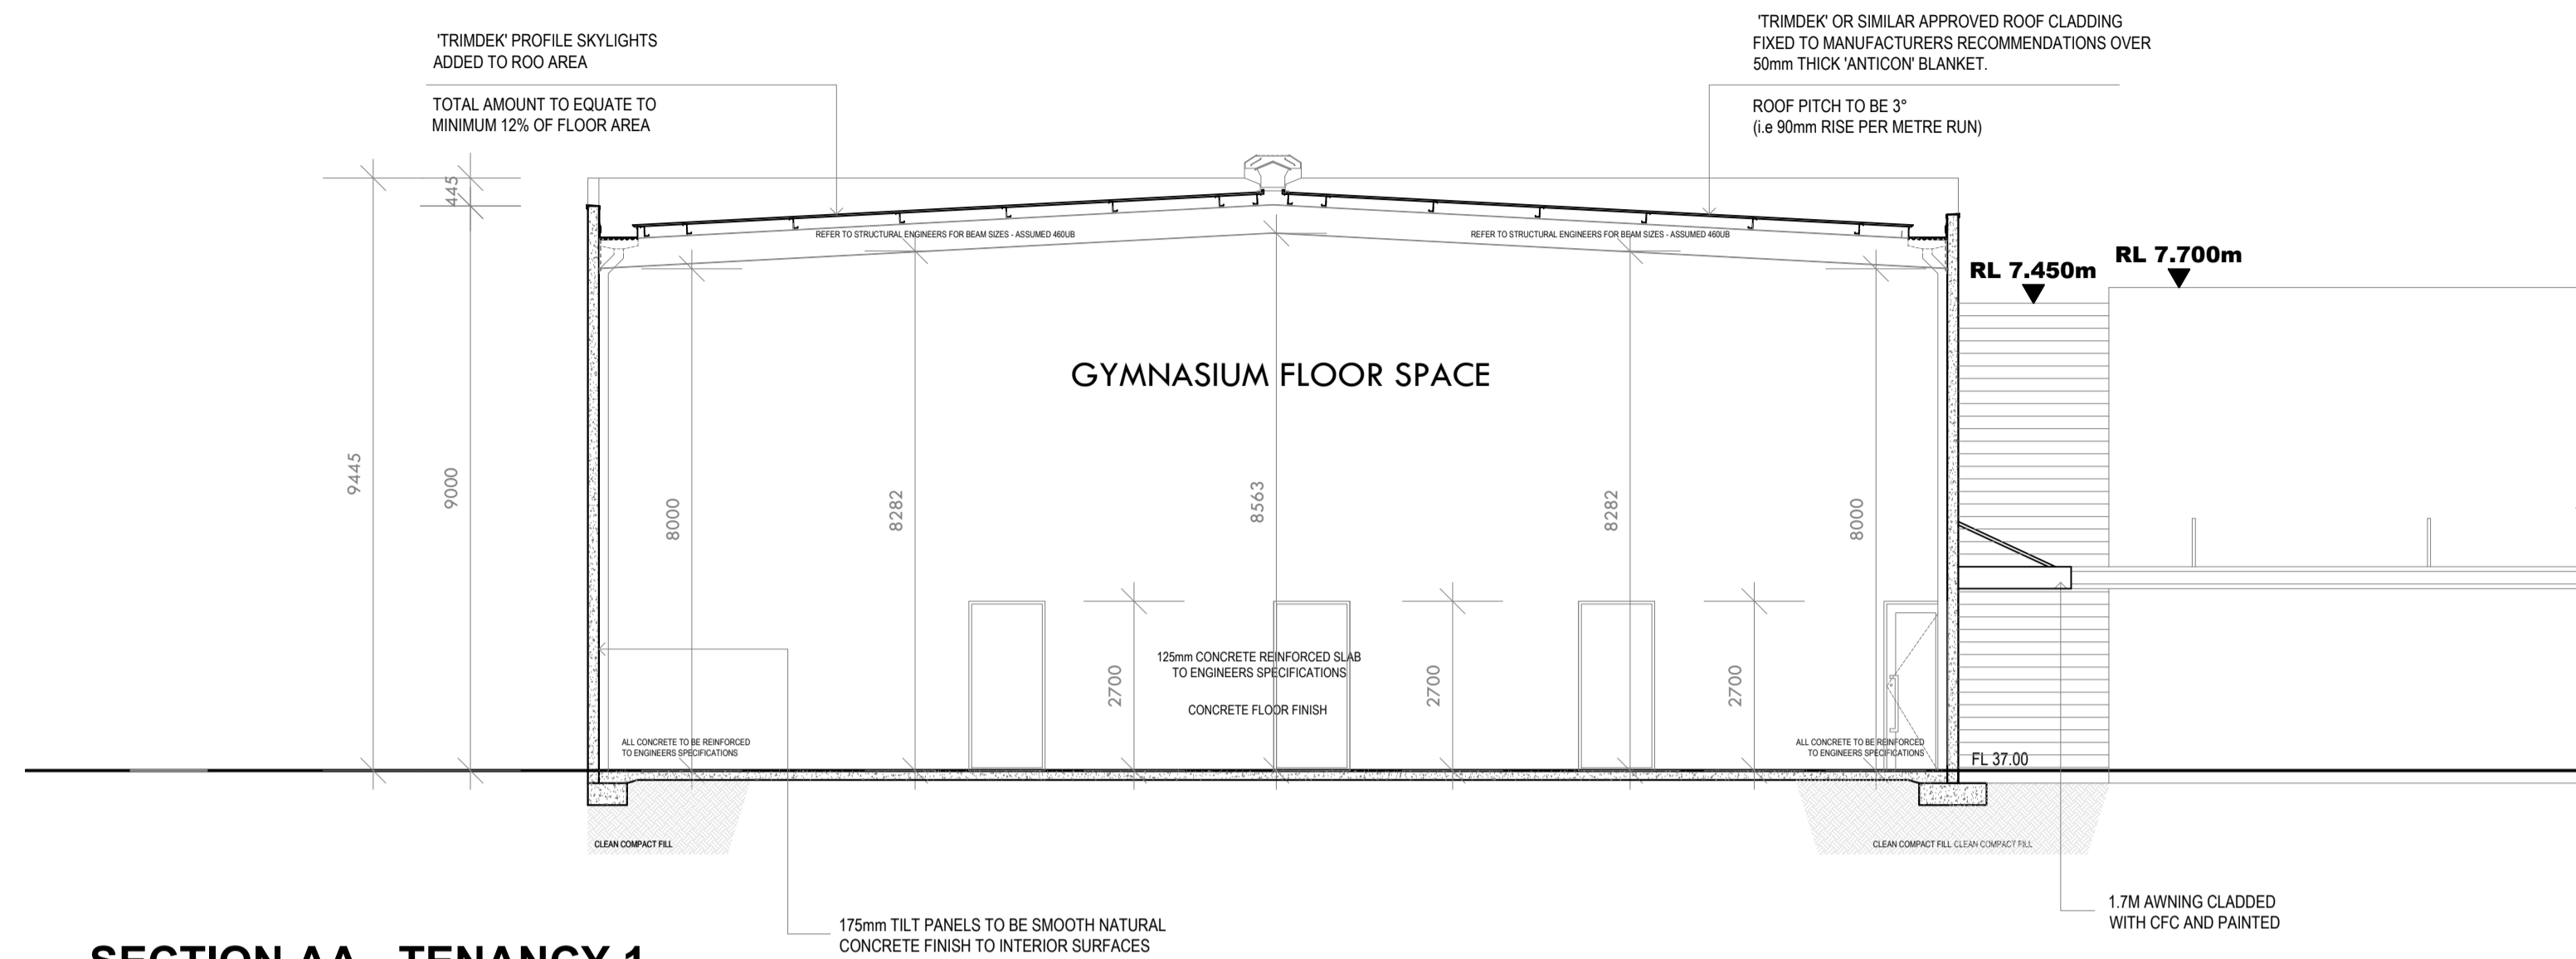 'TRIMDEK' PROFILE SKYLIGHTS
ADDED TO ROO AREA
TOTAL AMOUNT TO EQUATE TO
MINIMUM 12% OF FLOOR AREA
'TRIMDEK' OR SIMILAR APPROVED ROOF CLADDING
FIXED TO MANUFACTURERS RECOMMENDATIONS OVER
50mm THICK 'ANTICON' BLANKET.
ROOF PITCH TO BE 3°
(i.e 90mm RISE PER METRE RUN)
445
REFER TO STRUCTURAL ENGINEERS FOR BEAM SIZES - ASSUMED 460UB
REFER TO STRUCTURAL ENGINEERS FOR BEAM SIZES - ASSUMED 460UB
RL 7.450m
RL 7.700m
GYMNASIUM FLOOR SPACE
9445
9000
8000
8282
8563
8282
8000
125mm CONCRETE REINFORCED SLAB
TO ENGINEERS SPECIFICATIONS
CONCRETE FLOOR FINISH
2700
2700
2700
ALL CONCRETE TO BE REINFORCED
TO ENGINEERS SPECIFICATIONS
ALL CONCRETE TO BE REINFORCED
TO ENGINEERS SPECIFICATIONS
FL 37.00
CLEAN COMPACT FILL
CLEAN COMPACT FILL CLEAN COMPACT FILL
175mm TILT PANELS TO BE SMOOTH NATURAL
CONCRETE FINISH TO INTERIOR SURFACES
1.7M AWNING CLADDED
WITH CFC AND PAINTED
SECTION AA - TENANCY 1